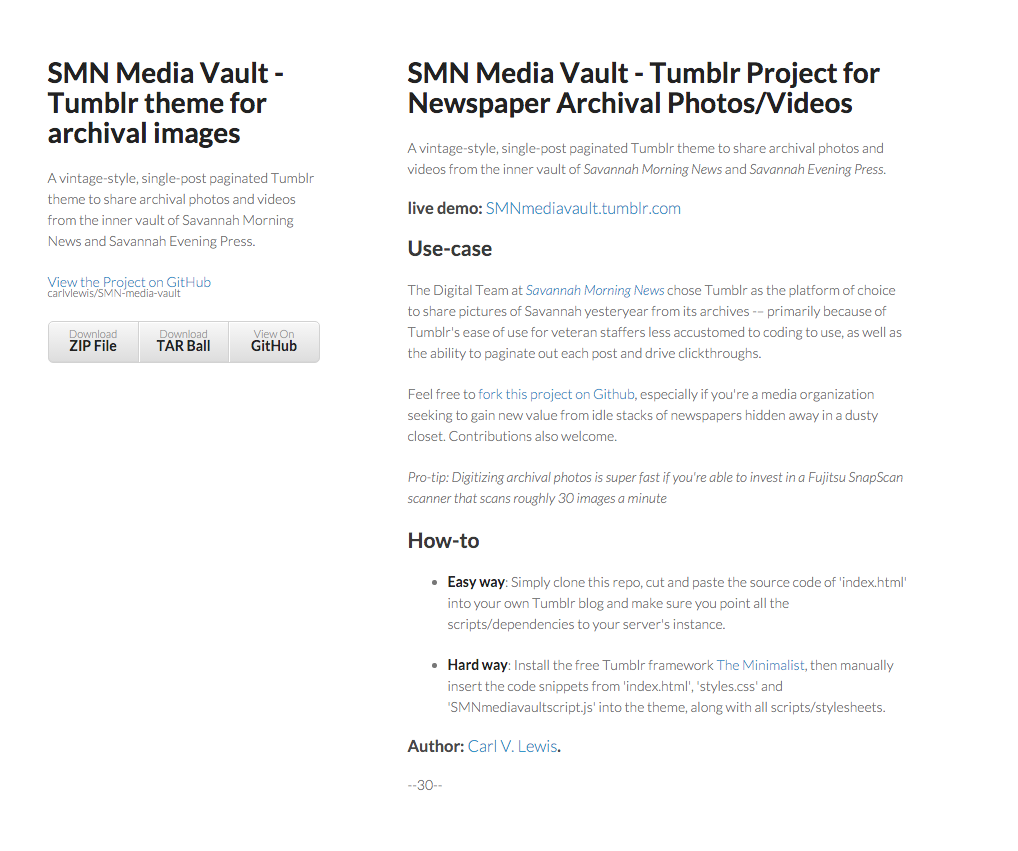 SMN Media Vault -
Tumblr theme for
archival images
A vintage-style, single-post paginated Tumblr
theme to share archival photos and videos
from the inner vault of Savannah Morning
News and Savannah Evening Press.
View the Project on GitHub
carlvlewis/SMN-media-vault
Download
ZIP File
Download
TAR Ball
View On
GitHub
SMN Media Vault - Tumblr Project for
Newspaper Archival Photos/Videos
A vintage-style, single-post paginated Tumblr theme to share archival photos and
videos from the inner vault of Savannah Morning News and Savannah Evening Press.
live demo: SMNmediavault.tumblr.com
Use-case
The Digital Team at Savannah Morning News chose Tumblr as the platform of choice
to share pictures of Savannah yesteryear from its archives -– primarily because of
Tumblr's ease of use for veteran staffers less accustomed to coding to use, as well as
the ability to paginate out each post and drive clickthroughs.
Feel free to fork this project on Github, especially if you're a media organization
seeking to gain new value from idle stacks of newspapers hidden away in a dusty
closet. Contributions also welcome.
Pro-tip: Digitizing archival photos is super fast if you're able to invest in a Fujitsu SnapScan
scanner that scans roughly 30 images a minute
How-to
• Easy way: Simply clone this repo, cut and paste the source code of 'index.html'
into your own Tumblr blog and make sure you point all the
scripts/dependencies to your server's instance.
• Hard way: Install the free Tumblr framework The Minimalist, then manually
insert the code snippets from 'index.html', 'styles.css' and
'SMNmediavaultscript.js' into the theme, along with all scripts/stylesheets.
Author: Carl V. Lewis.
--30--